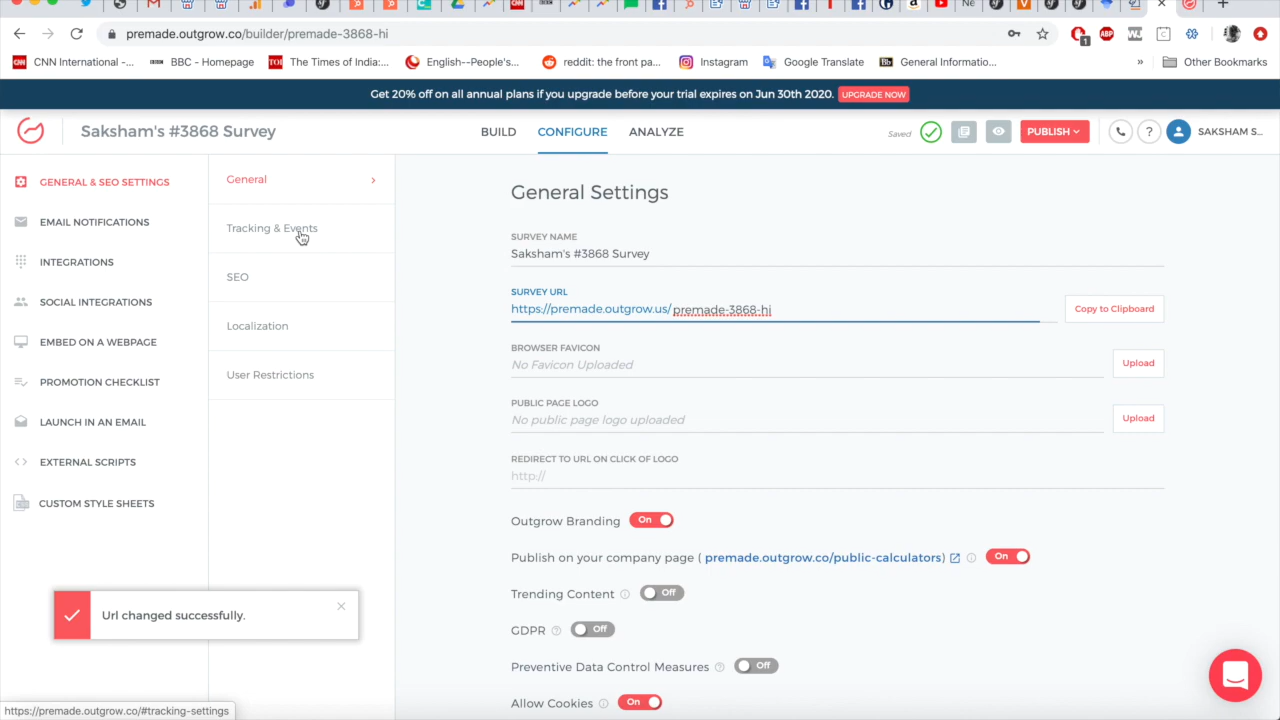 premade.outgrow.co/builder/premade-3868-hi
1
CNN International -...
BBC - Homepage
TOI
The Times of India:...
English--People's...
reddit: the front pa...
Instagram
Google Translate
Bb
General Informatio...
»
Other Bookmarks
Get 20% off on all annual plans if you upgrade before your trial expires on Jun 30th 2020. UPGRADE NOW
Saksham's #3868 Survey
BUILD
CONFIGURE
ANALYZE
Saved
PUBLISH
?
SAKSHAM S...
GENERAL & SEO SETTINGS
EMAIL NOTIFICATIONS
INTEGRATIONS
SOCIAL INTEGRATIONS
EMBED ON A WEBPAGE
PROMOTION CHECKLIST
LAUNCH IN AN EMAIL
EXTERNAL SCRIPTS
CUSTOM STYLE SHEETS
General
Tracking & Events
SEO
Localization
User Restrictions
General Settings
SURVEY NAME
Saksham's #3868 Survey
SURVEY URL
https://premade.outgrow.us/ premade-3868-hi
Copy to Clipboard
BROWSER FAVICON
No Favicon Uploaded
Upload
PUBLIC PAGE LOGO
No public page logo uploaded
Upload
REDIRECT TO URL ON CLICK OF LOGO
http://
Outgrow Branding On
Publish on your company page ( premade.outgrow.co/public-calculators) On
Trending Content Off
GDPR Off
Preventive Data Control Measures Off
Allow Cookies On
Url changed successfully.
https://premade.outgrow.co/#tracking-settings